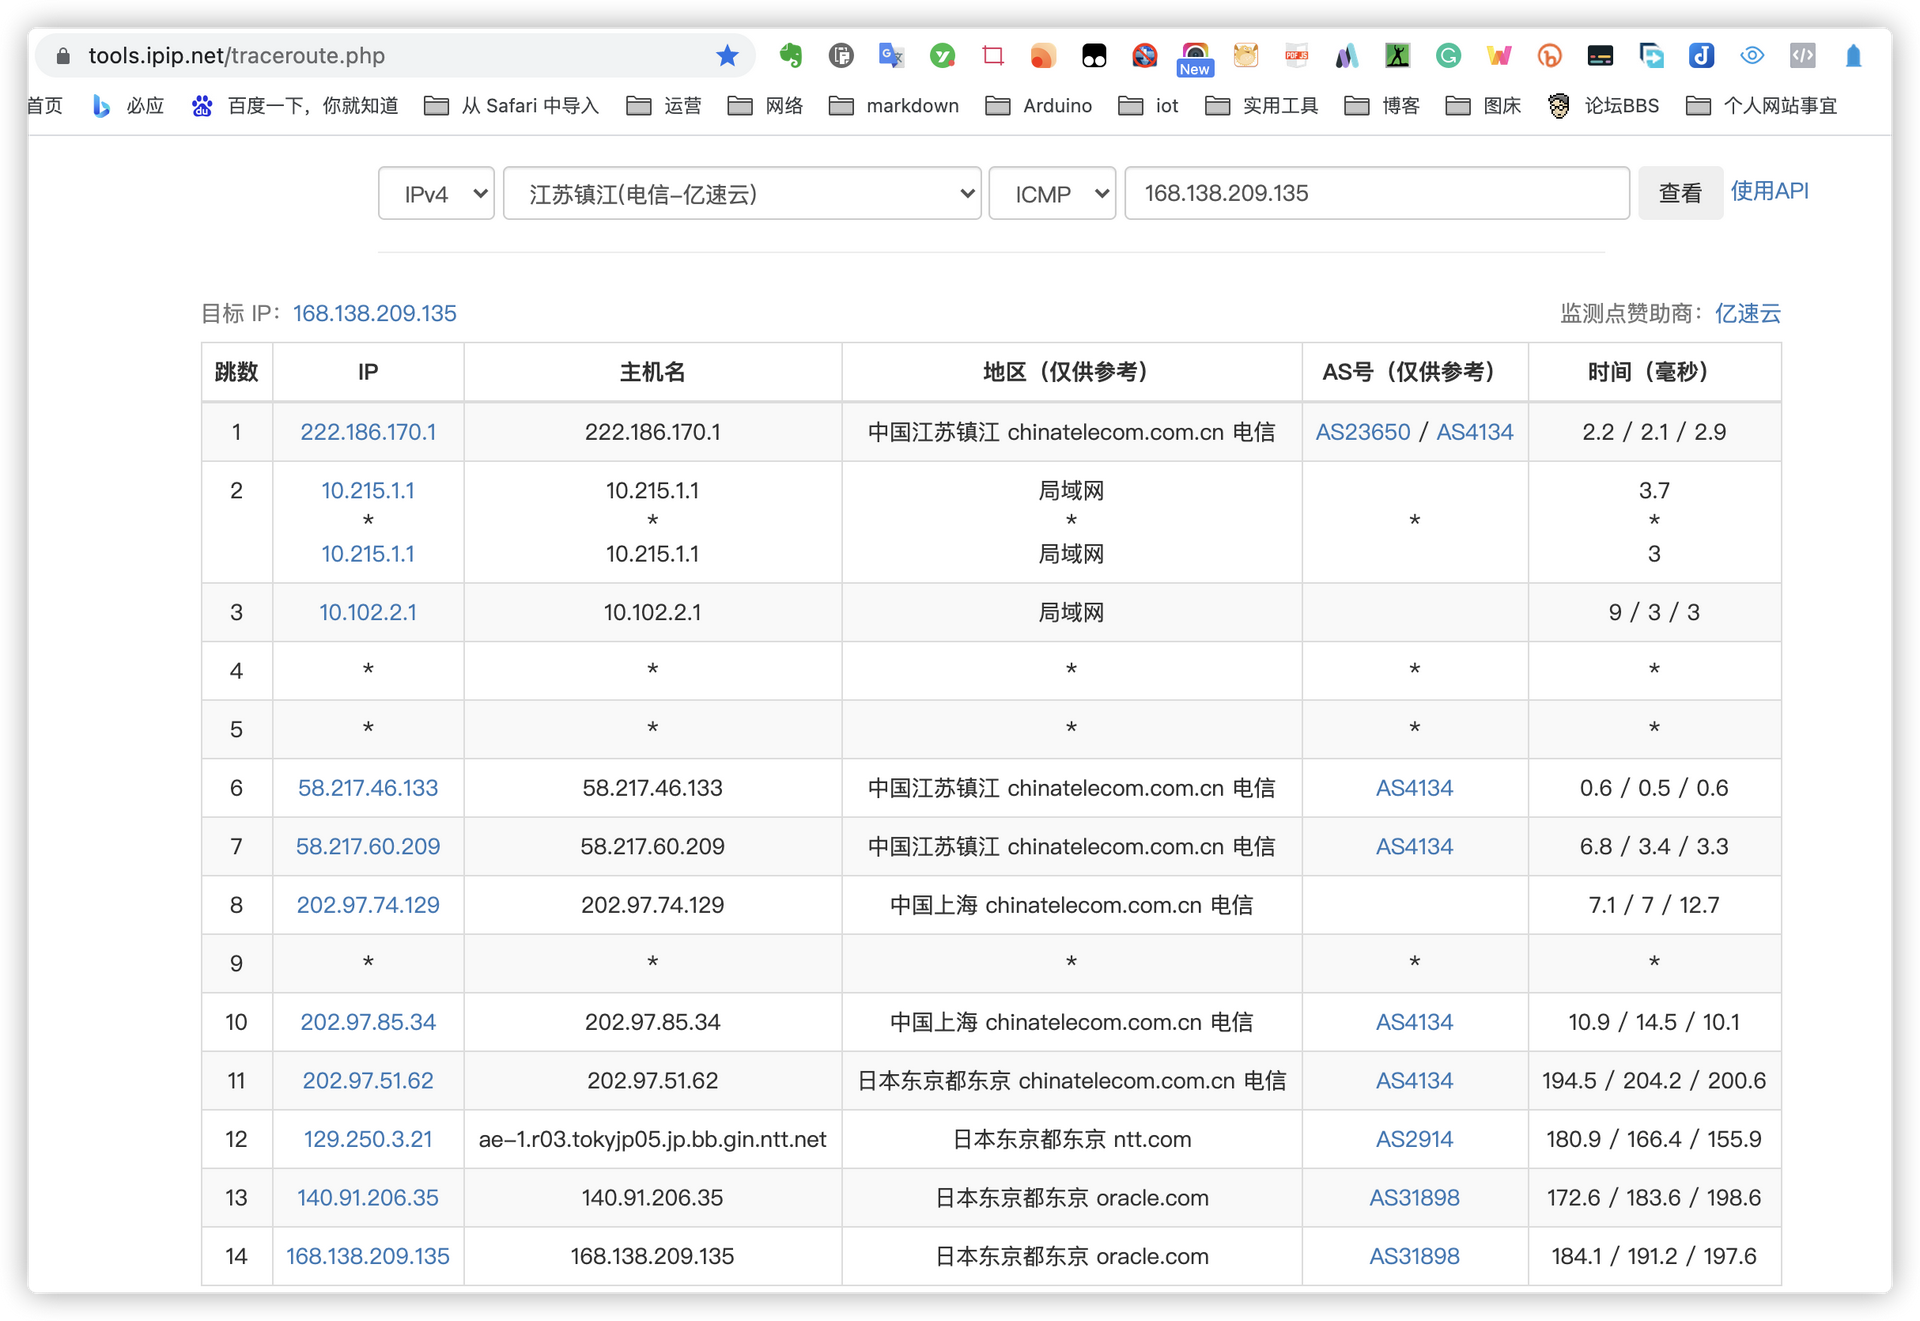 tools.ipip.net/traceroute.php
New
首页 必应 百度一下，你就知道 从 Safari 中导入 运营 网络 markdown Arduino iot 实用工具 博客 图床 论坛BBS 个人网站事宜
IPv4 江苏镇江(电信-亿速云) ICMP 168.138.209.135 查看 使用API
目标 IP： 168.138.209.135 监测点赞助商： 亿速云
跳数 IP 主机名 地区（仅供参考） AS号（仅供参考） 时间（毫秒）
1 222.186.170.1 222.186.170.1 中国江苏镇江 chinatelecom.com.cn 电信 AS23650 / AS4134 2.2 / 2.1 / 2.9
2 10.215.1.1 10.215.1.1 局域网 3.7
* * * * *
10.215.1.1 10.215.1.1 局域网 3
3 10.102.2.1 10.102.2.1 局域网 9 / 3 / 3
4 * * * * *
5 * * * * *
6 58.217.46.133 58.217.46.133 中国江苏镇江 chinatelecom.com.cn 电信 AS4134 0.6 / 0.5 / 0.6
7 58.217.60.209 58.217.60.209 中国江苏镇江 chinatelecom.com.cn 电信 AS4134 6.8 / 3.4 / 3.3
8 202.97.74.129 202.97.74.129 中国上海 chinatelecom.com.cn 电信 7.1 / 7 / 12.7
9 * * * * *
10 202.97.85.34 202.97.85.34 中国上海 chinatelecom.com.cn 电信 AS4134 10.9 / 14.5 / 10.1
11 202.97.51.62 202.97.51.62 日本东京都东京 chinatelecom.com.cn 电信 AS4134 194.5 / 204.2 / 200.6
12 129.250.3.21 ae-1.r03.tokyjp05.jp.bb.gin.ntt.net 日本东京都东京 ntt.com AS2914 180.9 / 166.4 / 155.9
13 140.91.206.35 140.91.206.35 日本东京都东京 oracle.com AS31898 172.6 / 183.6 / 198.6
14 168.138.209.135 168.138.209.135 日本东京都东京 oracle.com AS31898 184.1 / 191.2 / 197.6